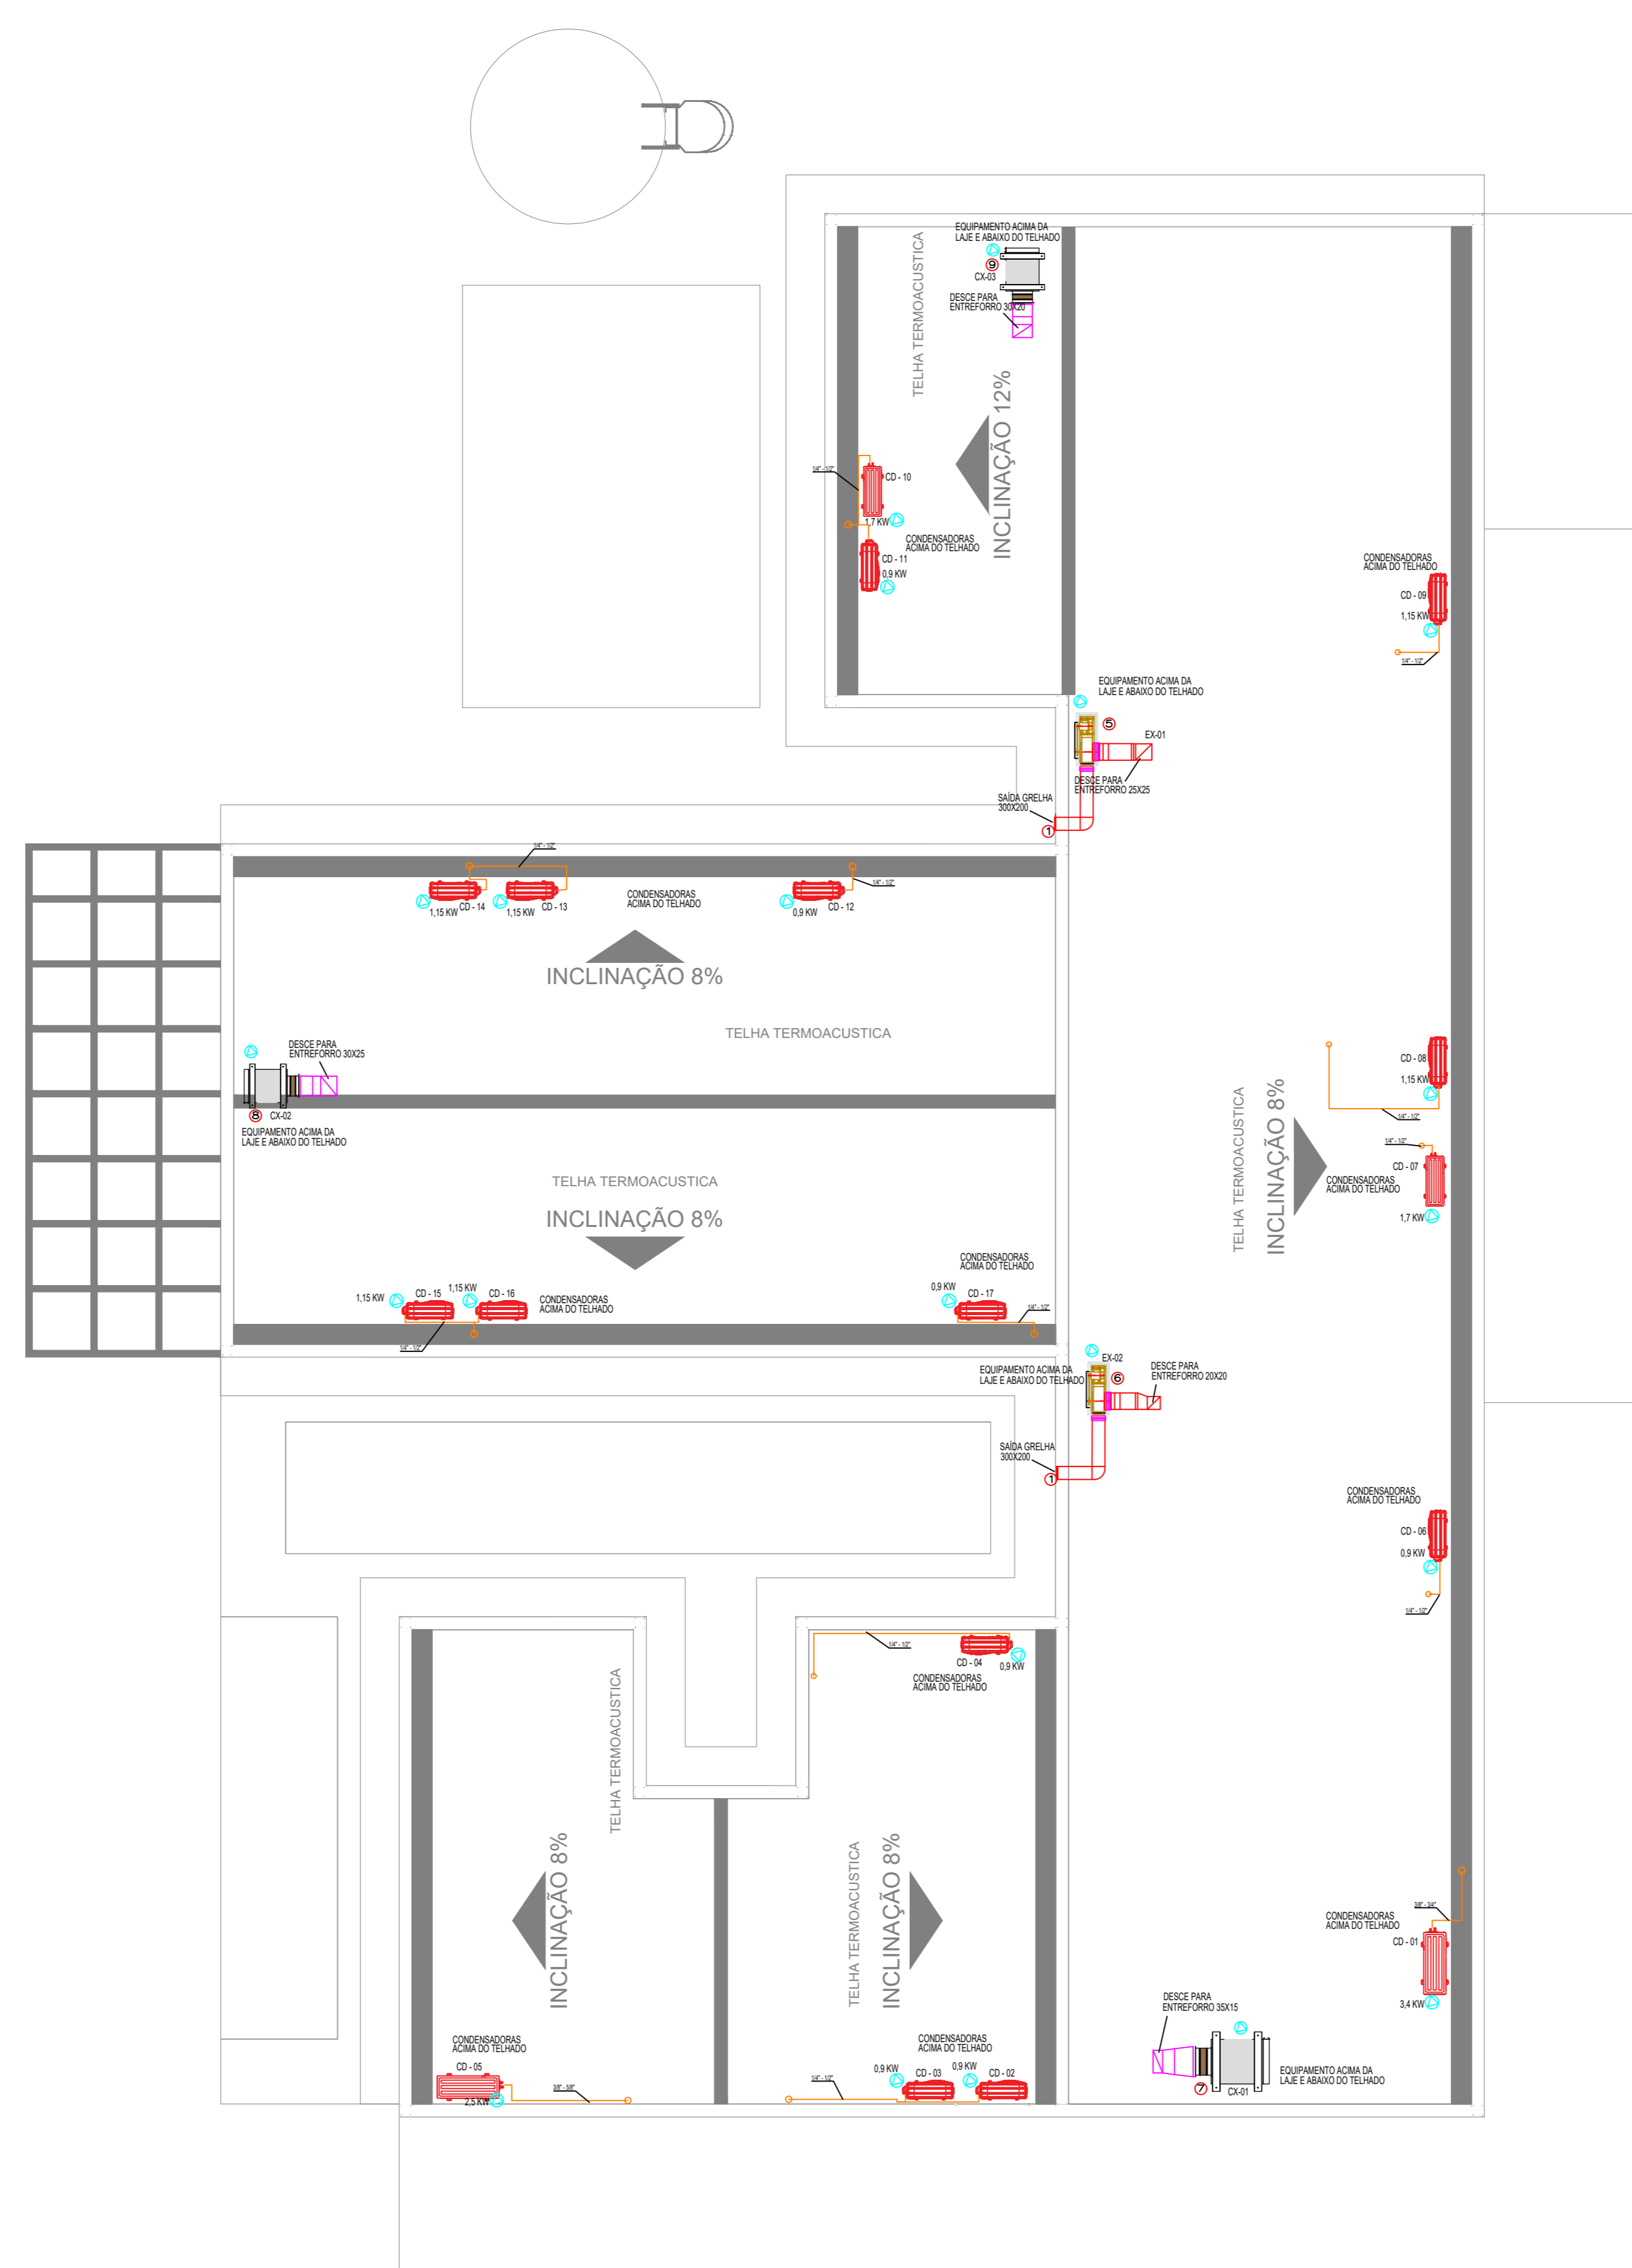 EQUIPAMENTO ACIMA DA
LAJE E ABAIXO DO TELHADO
9
CX-03
DESCE PARA
ENTREFORRO 30X20
TELHA TERMOACUSTICA
INCLINAÇÃO 12%
1/4" - 1/2"
CD - 10
1,7 KW
CONDENSADORAS
ACIMA DO TELHADO
CD - 11
0,9 KW
CONDENSADORAS
ACIMA DO TELHADO
CD - 09
1,15 KW
1/4" - 1/2"
EQUIPAMENTO ACIMA DA
LAJE E ABAIXO DO TELHADO
5
EX-01
DESCE PARA
ENTREFORRO 25X25
SAÍDA GRELHA
300X200
1
1/4" - 1/2"
1,15 KW
CD - 14
1,15 KW
CD - 13
CONDENSADORAS
ACIMA DO TELHADO
1/4" - 1/2"
0,9 KW
CD - 12
INCLINAÇÃO 8%
TELHA TERMOACUSTICA
DESCE PARA
ENTREFORRO 30X25
8
CX-02
EQUIPAMENTO ACIMA DA
LAJE E ABAIXO DO TELHADO
TELHA TERMOACUSTICA
INCLINAÇÃO 8%
CD - 08
1,15 KW
1/4" - 1/2"
1/4" - 1/2"
CD - 07
CONDENSADORAS
ACIMA DO TELHADO
1,7 KW
TELHA TERMOACUSTICA
INCLINAÇÃO 8%
1,15 KW
CD - 15
1,15 KW
CD - 16
CONDENSADORAS
ACIMA DO TELHADO
1/4" - 1/2"
CONDENSADORAS
ACIMA DO TELHADO
0,9 KW
CD - 17
1/4" - 1/2"
EX-02
EQUIPAMENTO ACIMA DA
LAJE E ABAIXO DO TELHADO
6
DESCE PARA
ENTREFORRO 20X20
SAÍDA GRELHA
300X200
1
CONDENSADORAS
ACIMA DO TELHADO
CD - 06
0,9 KW
1/4" - 1/2"
1/4" - 1/2"
CD - 04
0,9 KW
CONDENSADORAS
ACIMA DO TELHADO
TELHA TERMOACUSTICA
INCLINAÇÃO 8%
TELHA TERMOACUSTICA
INCLINAÇÃO 8%
3/8" - 3/4"
CONDENSADORAS
ACIMA DO TELHADO
CD - 01
3,4 KW
DESCE PARA
ENTREFORRO 35X15
7
CX-01
EQUIPAMENTO ACIMA DA
LAJE E ABAIXO DO TELHADO
CONDENSADORAS
ACIMA DO TELHADO
CD - 05
2,5 KW
3/8" - 5/8"
CONDENSADORAS
ACIMA DO TELHADO
0,9 KW
CD - 03
0,9 KW
CD - 02
1/4" - 1/2"